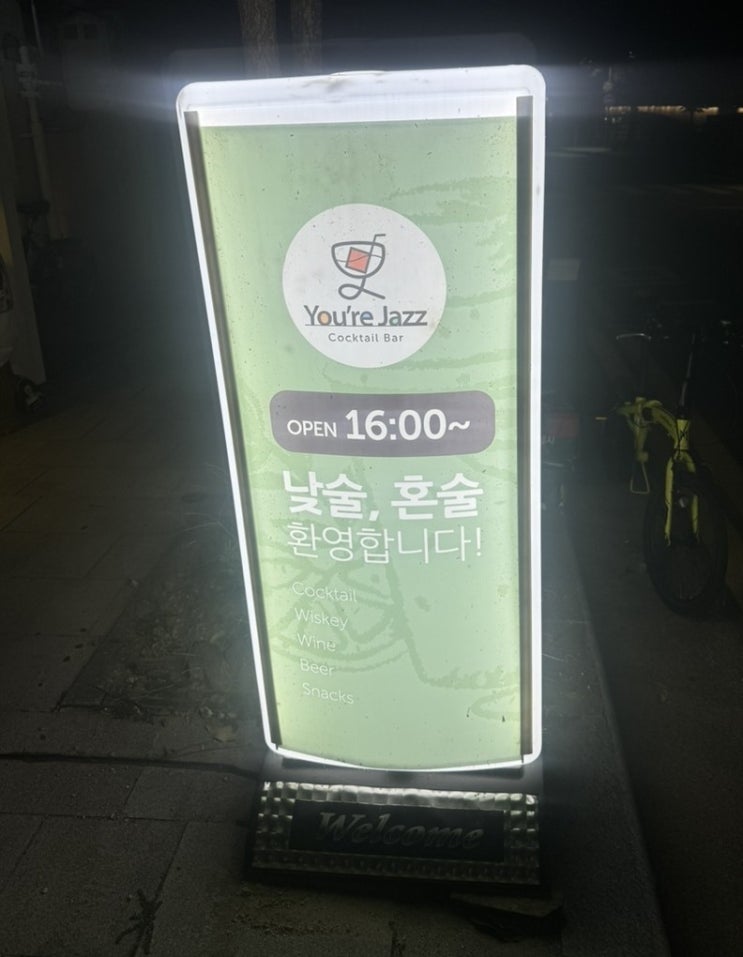 You're Jazz
Cocktail Bar
OPEN 16:00~
낮술, 혼술
환영합니다!
Cocktail
Wiskey
Wine
Beer
Snacks
Welcome